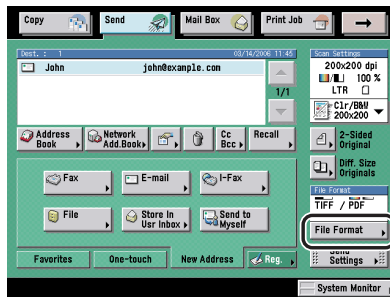 Copy Send Mail Box Print Job
Dest. : 1 03/14/2006 11:45
John john@example.com
1/1
Address Book Network Add.Book Cc Bcc Recall
Fax E-mail I-Fax
File Store in Usr Inbox Send to Myself
Favorites One-touch New Address Reg.
Scan Settings
200x200 dpi
100 %
LTR
Clr/B&W
200×200
2-Sided
Original
Diff. Size
Originals
File Format
TIFF / PDF
File Format
Send
Settings
System Monitor